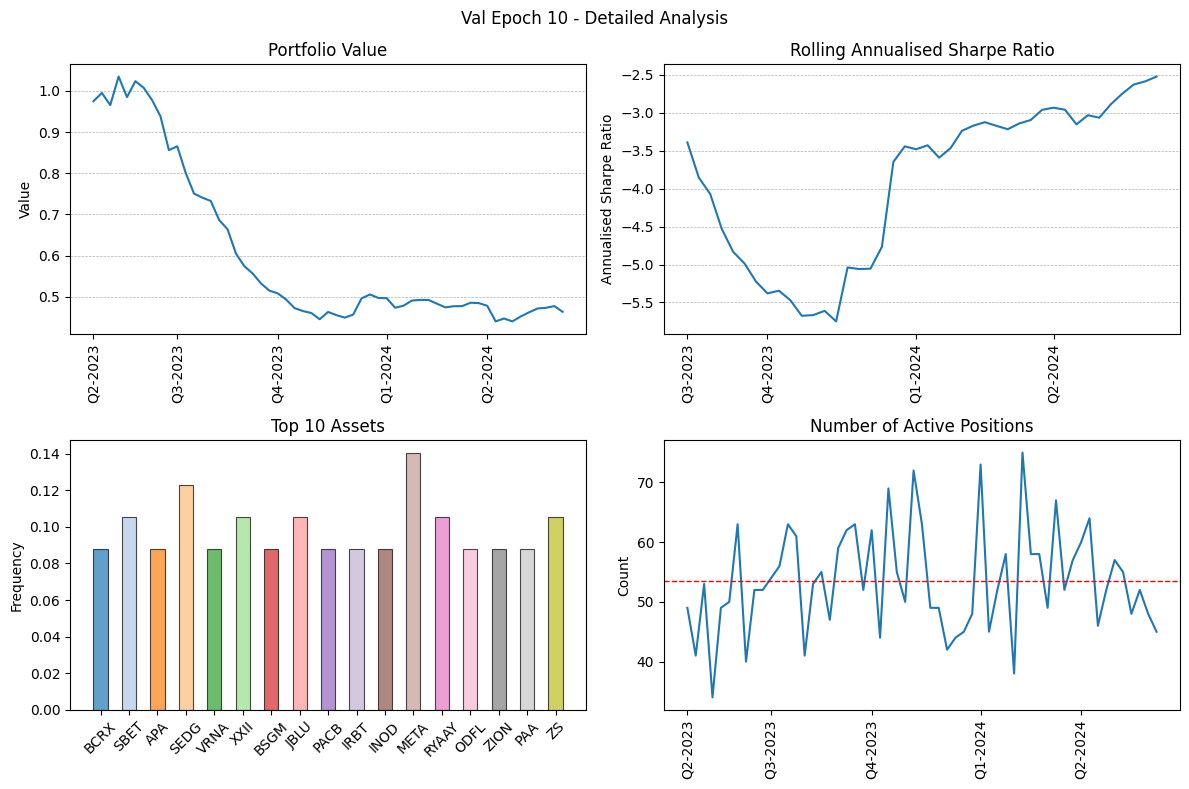 Val Epoch 10 - Detailed Analysis
Portfolio Value
Value
1.0
0.9
0.8
0.7
0.6
0.5
Q2-2023
Q3-2023
Q4-2023
Q1-2024
Q2-2024
Rolling Annualised Sharpe Ratio
Annualised Sharpe Ratio
−2.5
−3.0
−3.5
−4.0
−4.5
−5.0
−5.5
Q3-2023
Q4-2023
Q1-2024
Q2-2024
Top 10 Assets
Frequency
0.14
0.12
0.10
0.08
0.06
0.04
0.02
0.00
BCRX
SBET
APA
SEDG
VRNA
XXII
BSGM
JBLU
PACB
IRBT
INOD
META
RYAAY
ODFL
ZION
PAA
ZS
Number of Active Positions
Count
70
60
50
40
Q2-2023
Q3-2023
Q4-2023
Q1-2024
Q2-2024